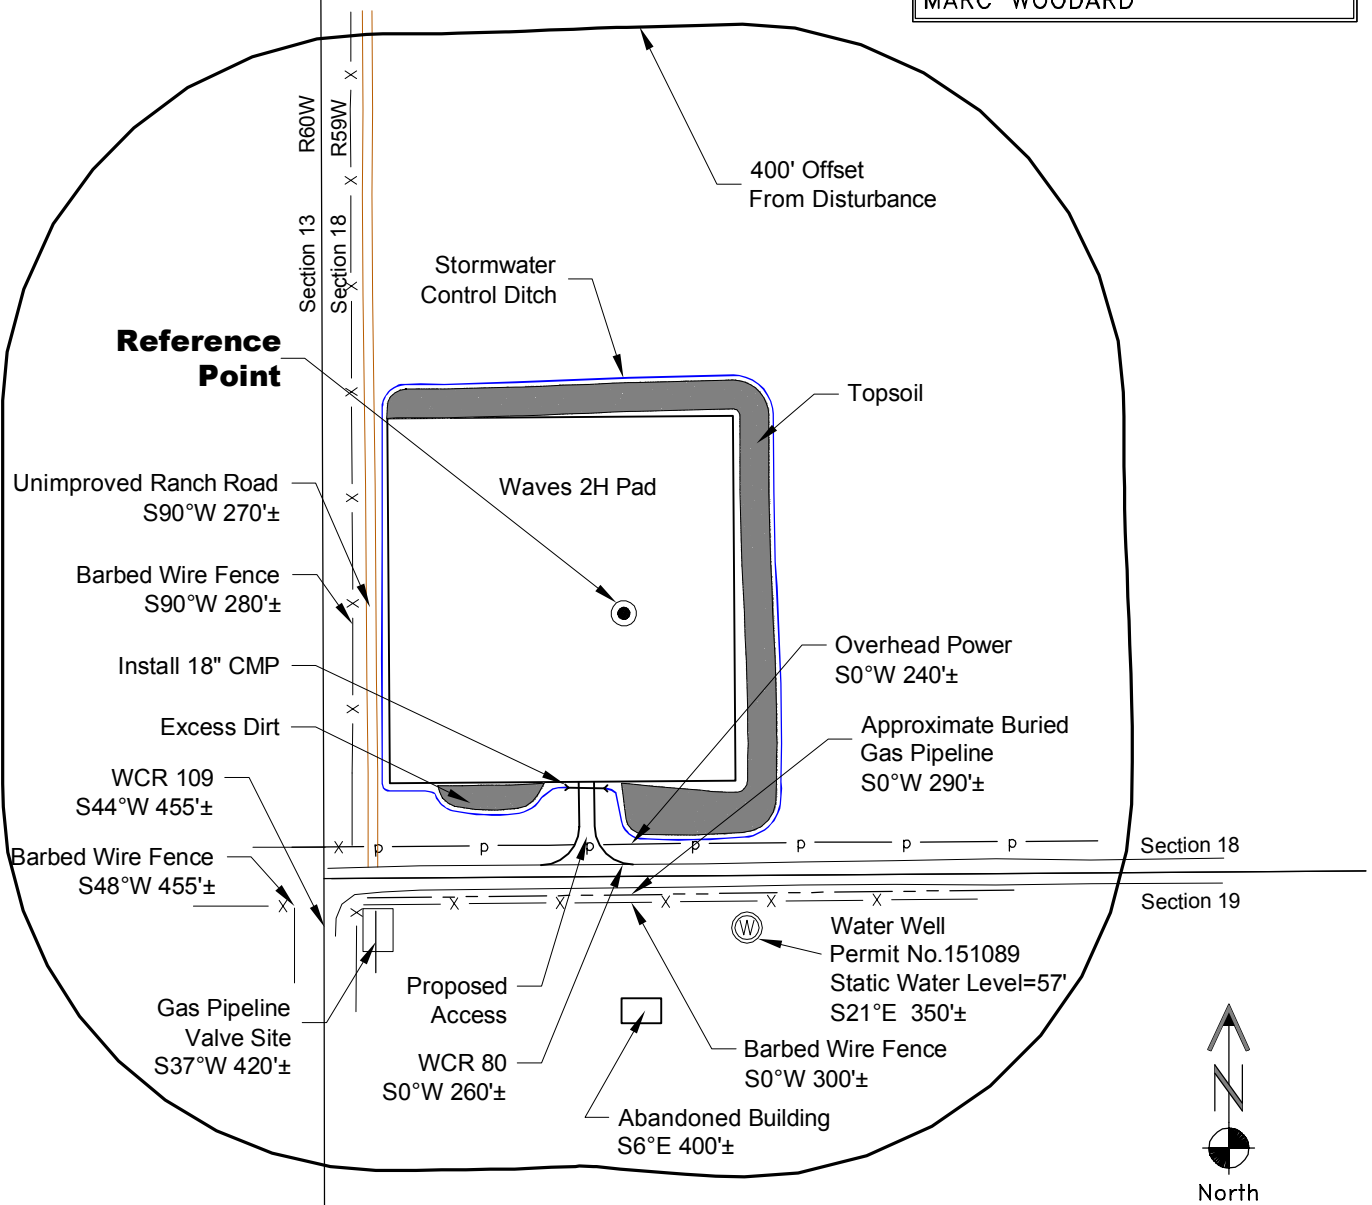 MARC WOODARD
R60W
R59W
Section 13
Section 18
400' Offset
From Disturbance
Stormwater
Control Ditch
Reference
Point
Topsoil
Unimproved Ranch Road
S90°W 270'±
Waves 2H Pad
Barbed Wire Fence
S90°W 280'±
Install 18" CMP
Overhead Power
S0°W 240'±
Excess Dirt
Approximate Buried
Gas Pipeline
S0°W 290'±
WCR 109
S44°W 455'±
Barbed Wire Fence
S48°W 455'±
Section 18
Section 19
Water Well
Permit No.151089
Static Water Level=57'
S21°E 350'±
Gas Pipeline
Valve Site
S37°W 420'±
Proposed
Access
WCR 80
S0°W 260'±
Barbed Wire Fence
S0°W 300'±
Abandoned Building
S6°E 400'±
X
X
X
X
X
X
X
X
p
p
p
p
p
p
p
X
X
X
X
X
X
X
W
N
North